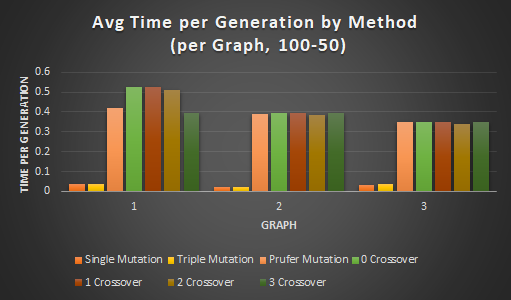 Avg Time per Generation by Method
(per Graph, 100-50)
TIME PER GENERATION
0.6
0.5
0.4
0.3
0.2
0.1
0
1 2 3
GRAPH
Single Mutation Triple Mutation Prufer Mutation 0 Crossover
1 Crossover 2 Crossover 3 Crossover